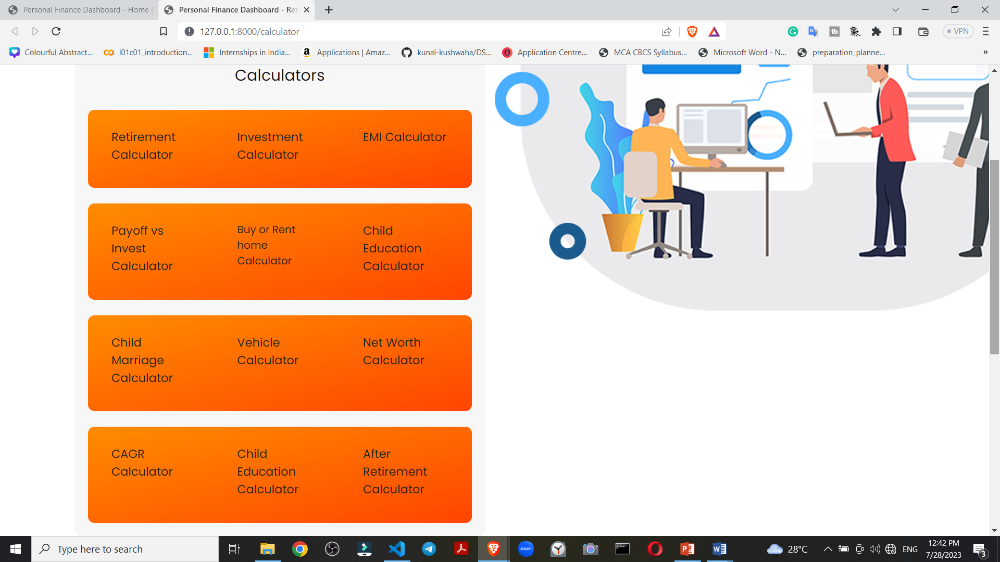 Personal Finance Dashboard - Home |
Personal Finance Dashboard - Ret
127.0.0.1:8000/calculator
VPN
Colourful Abstract...
l01c01_introduction...
Internships in India...
Applications | Amaz...
kunal-kushwaha/DS...
Application Centre...
MCA CBCS Syllabus...
Microsoft Word - N...
preparation_planne...
»
Calculators
Retirement
Calculator
Investment
Calculator
EMI Calculator
Payoff vs
Invest
Calculator
Buy or Rent
home
Calculator
Child
Education
Calculator
Child
Marriage
Calculator
Vehicle
Calculator
Net Worth
Calculator
CAGR
Calculator
Child
Education
Calculator
After
Retirement
Calculator
Type here to search
zoom
28°C
ENG
12:42 PM
7/28/2023
3